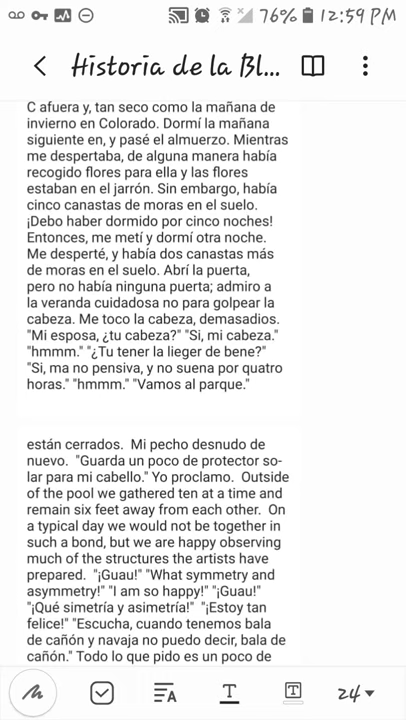 76% 12:59 PM
Historia de la Bl...
C afuera y, tan seco como la mañana de
invierno en Colorado. Dormí la mañana
siguiente en, y pasé el almuerzo. Mientras
me despertaba, de alguna manera había
recogido flores para ella y las flores
estaban en el jarrón. Sin embargo, había
cinco canastas de moras en el suelo.
¡Debo haber dormido por cinco noches!
Entonces, me metí y dormí otra noche.
Me desperté, y había dos canastas más
de moras en el suelo. Abrí la puerta,
pero no había ninguna puerta; admiro a
la veranda cuidadosa no para golpear la
cabeza. Me toco la cabeza, demasadios.
"Mi esposa, ¿tu cabeza?" "Si, mi cabeza."
"hmmm." "¿Tu tener la lieger de bene?"
"Si, ma no pensiva, y no suena por quatro
horas." "hmmm." "Vamos al parque."
están cerrados. Mi pecho desnudo de
nuevo. "Guarda un poco de protector so-
lar para mi cabello." Yo proclamo. Outside
of the pool we gathered ten at a time and
remain six feet away from each other. On
a typical day we would not be together in
such a bond, but we are happy observing
much of the structures the artists have
prepared. "¡Guau!" "What symmetry and
asymmetry!" "I am so happy!" "¡Guau!"
"¡Qué simetría y asimetría!" "¡Estoy tan
felice!" "Escucha, cuando tenemos bala
de cañón y navaja no puedo decir, bala de
cañón." Todo lo que pido es un poco de
A T T 24